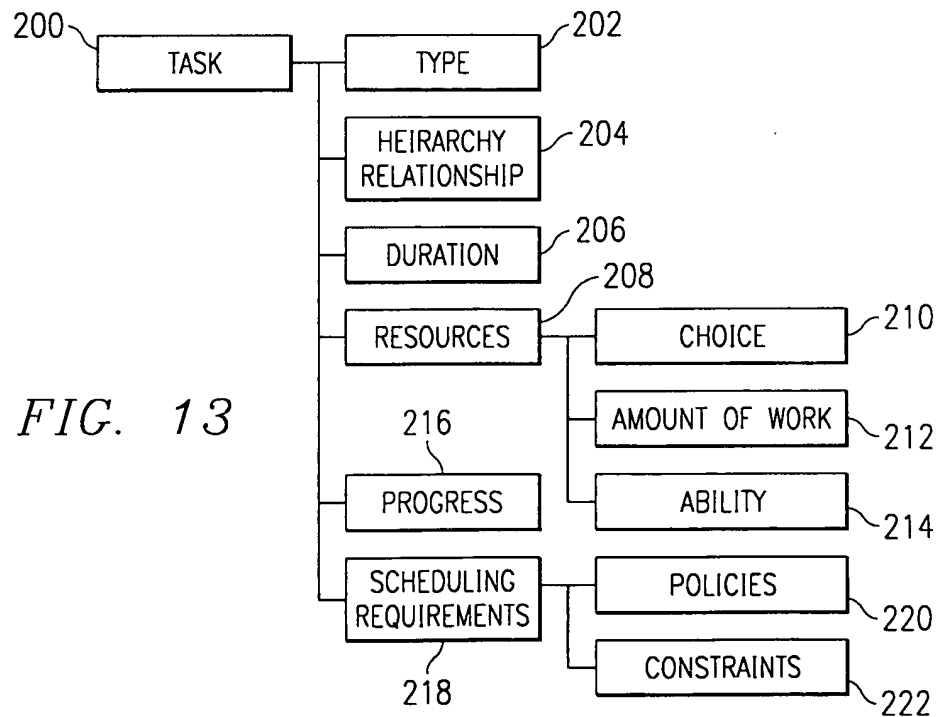 200
TASK
202
TYPE
HEIRARCHY
RELATIONSHIP
204
DURATION
206
208
RESOURCES
CHOICE
210
FIG. 13
AMOUNT OF WORK
212
216
PROGRESS
ABILITY
214
SCHEDULING
REQUIREMENTS
218
POLICIES
220
CONSTRAINTS
222